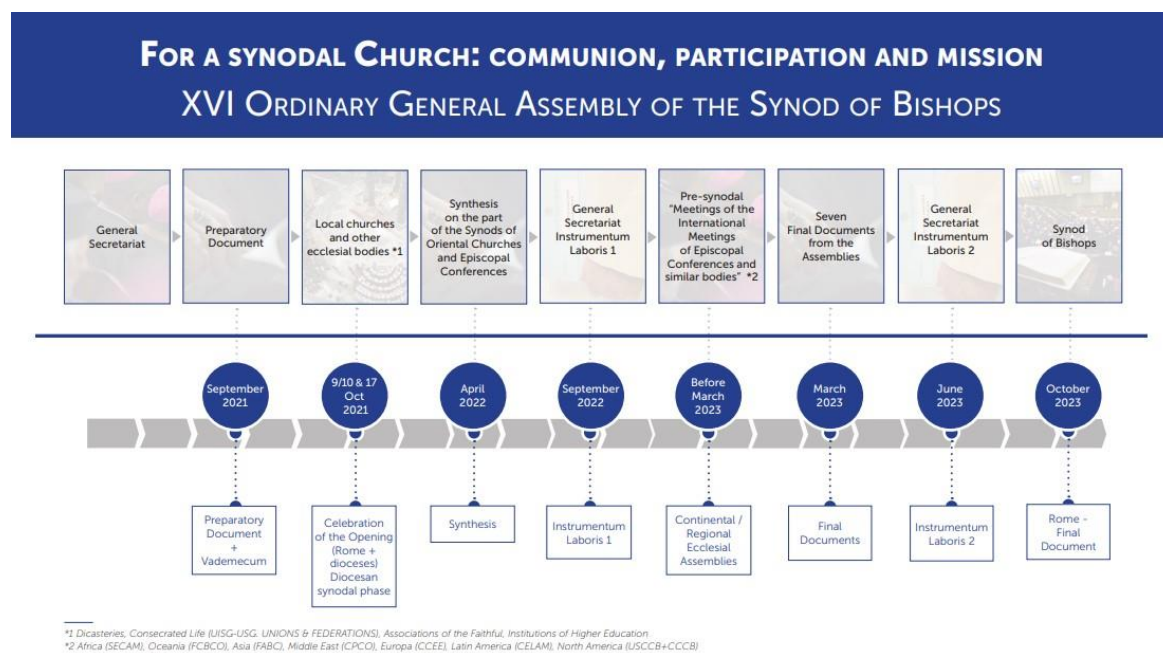 FOR A SYNODAL CHURCH: COMMUNION, PARTICIPATION AND MISSION
XVI ORDINARY GENERAL ASSEMBLY OF THE SYNOD OF BISHOPS
General
Secretariat
Preparatory
Document
Local churches
and other
ecclesial bodies *1
Synthesis
on the part
of the Synods of
Oriental Churches
and Episcopal
Conferences
General
Secretariat
Instrumentum
Laboris 1
Pre-synodal
"Meetings of the
International
Meetings
of Episcopal
Conferences and
similar bodies" *2
Seven
Final Documents
from the
Assemblies
General
Secretariat
Instrumentum
Laboris 2
Synod
of Bishops
September
2021
9/10 & 17
Oct
2021
April
2022
September
2022
Before
March
2023
March
2023
June
2023
October
2023
Preparatory
Document
+
Vademecum
Celebration
of the Opening
(Rome +
dioceses)
Diocesan
synodal phase
Synthesis
Instrumentum
Laboris 1
Continental /
Regional
Ecclesial
Assemblies
Final
Documents
Instrumentum
Laboris 2
Rome -
Final
Document
*1 Dicasteries, Consecrated Life (UISG-USG. UNIONS & FEDERATIONS), Associations of the Faithful, Institutions of Higher Education
*2 Africa (SECAM), Oceania (FCBCO), Asia (FABC), Middle East (CPCO), Europa (CCEE), Latin America (CELAM), North America (USCCB+CCCB)